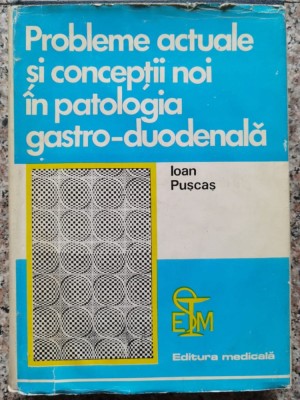 Probleme actuale
și concepții noi
în patologia
gastro-duodenală
Ioan
Pușcaș
EM
Editura medicală